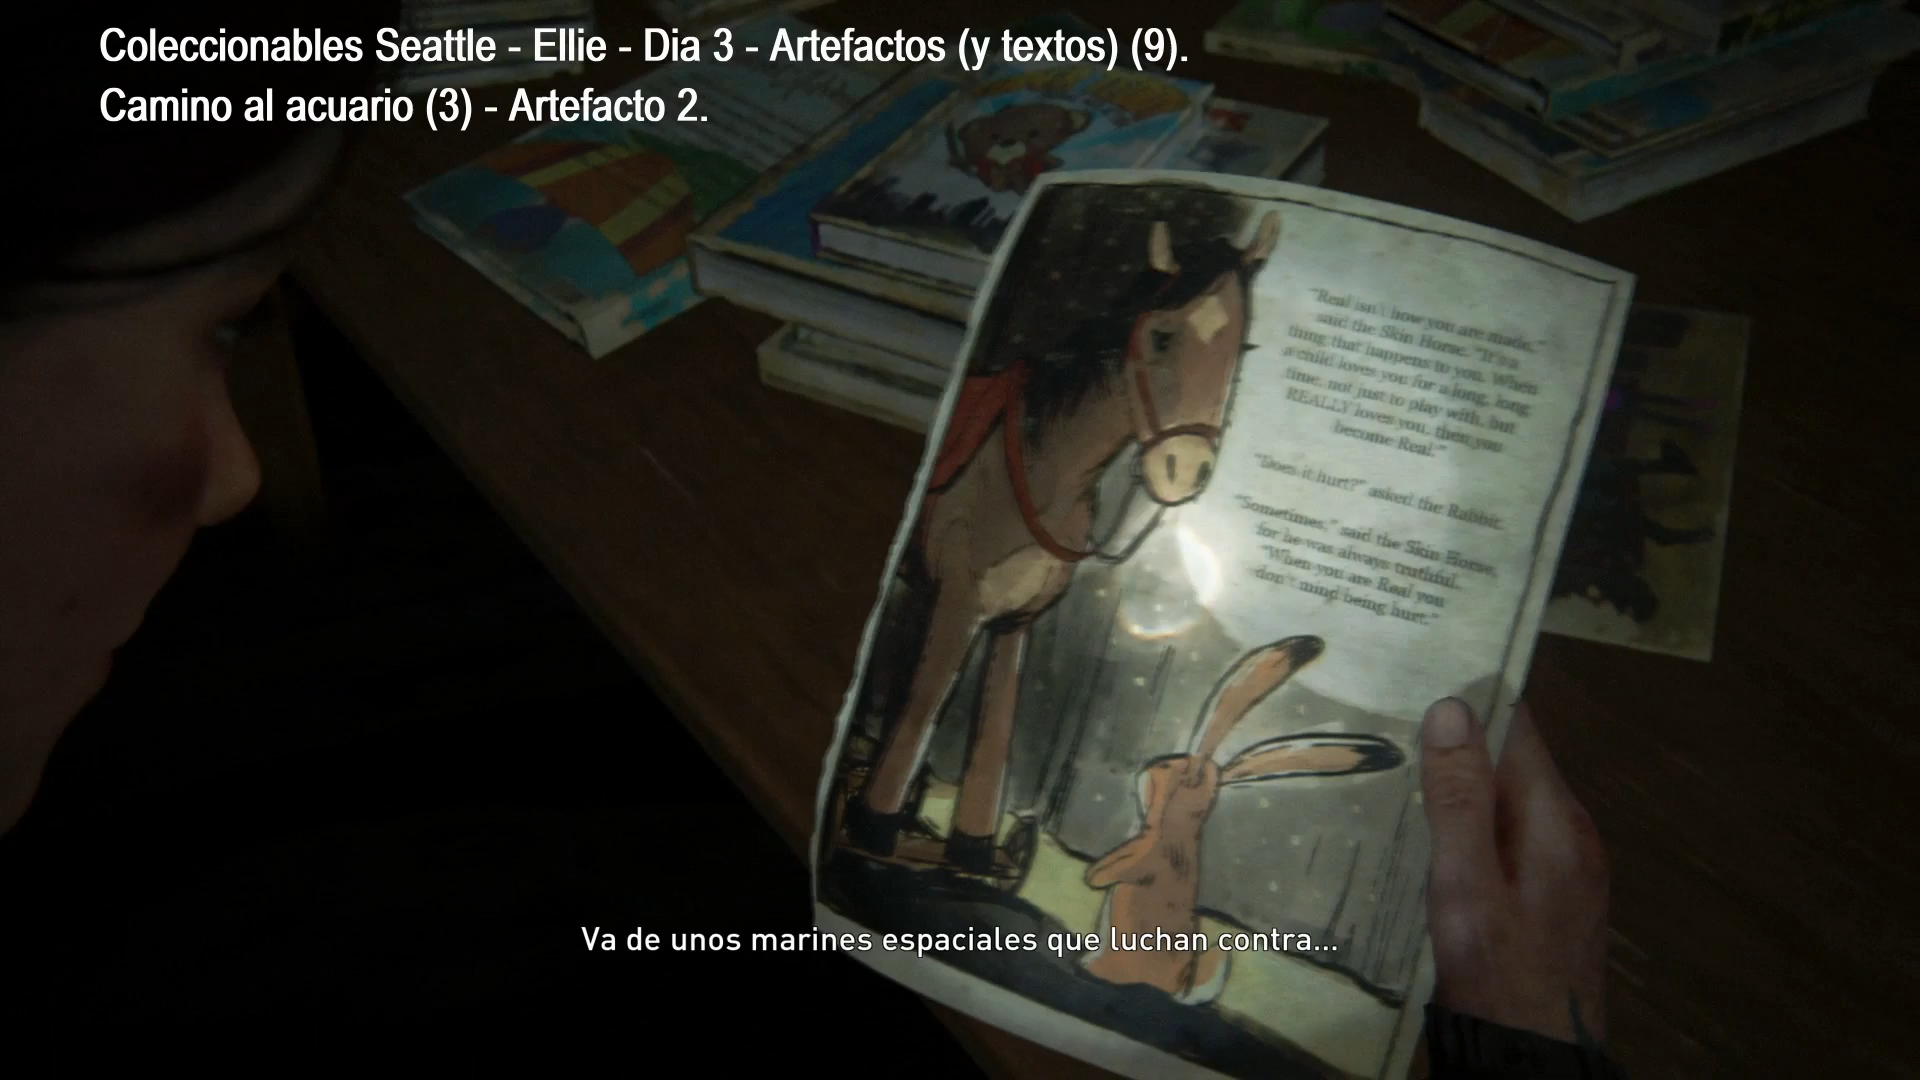 Coleccionables Seattle - Ellie - Dia 3 - Artefactos (y textos) (9).
Camino al acuario (3) - Artefacto 2.
"Real isn't how you are made,"
said the Skin Horse. "It's a
thing that happens to you. When
a child loves you for a long, long
time, not just to play with, but
REALLY loves you, then you
become Real."
"Does it hurt?" asked the Rabbit.
"Sometimes," said the Skin Horse,
for he was always truthful.
"When you are Real you
don't mind being hurt."
Va de unos marines espaciales que luchan contra...